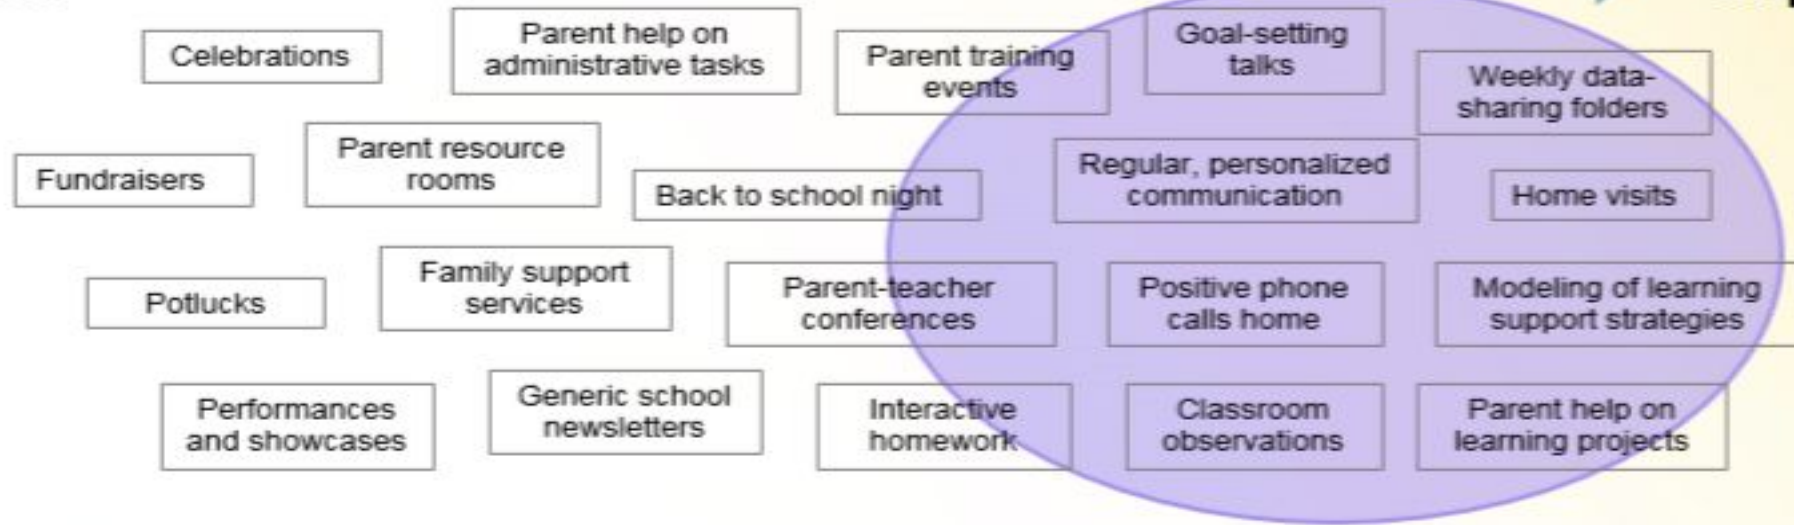 Celebrations
Parent help on
administrative tasks
Parent training
events
Goal-setting
talks
Weekly data-
sharing folders
Fundraisers
Parent resource
rooms
Back to school night
Regular, personalized
communication
Home visits
Potlucks
Family support
services
Parent-teacher
conferences
Positive phone
calls home
Modeling of learning
support strategies
Performances
and showcases
Generic school
newsletters
Interactive
homework
Classroom
observations
Parent help on
learning projects